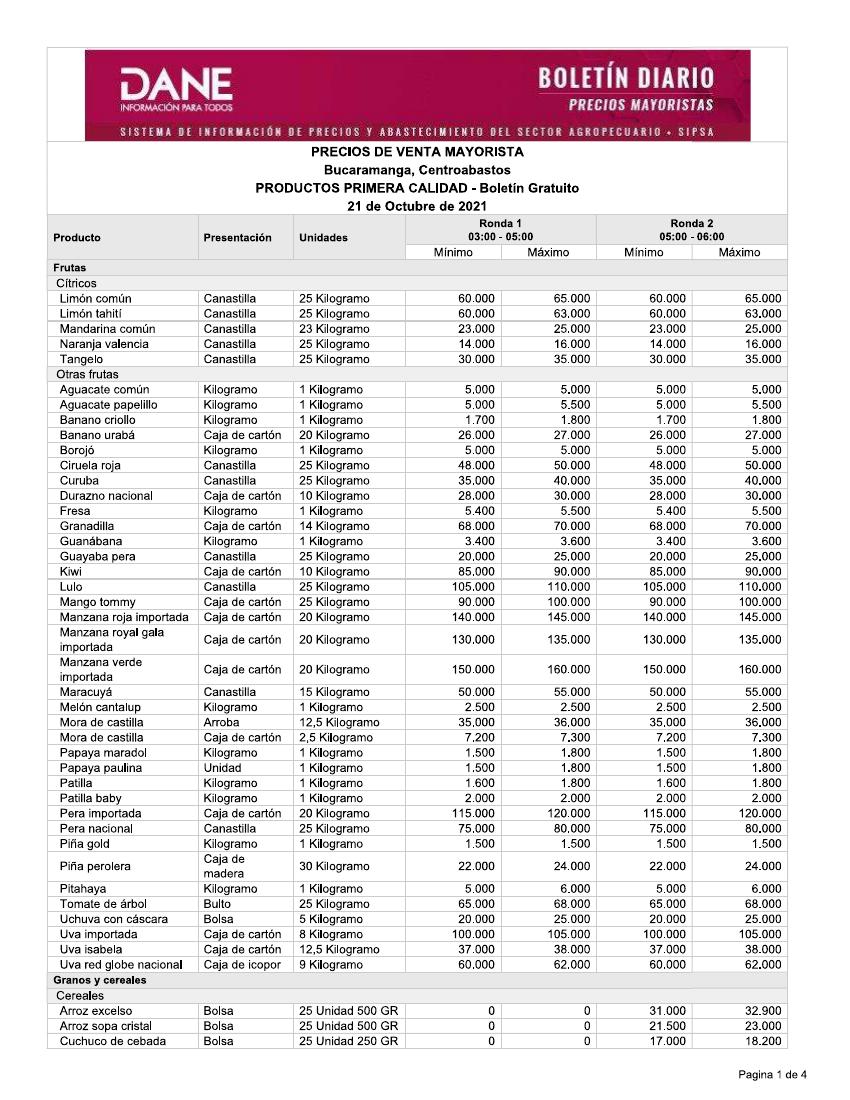 DANE
INFORMACIÓN PARA TODOS
BOLETÍN DIARIO
PRECIOS MAYORISTAS
SISTEMA DE INFORMACIÓN DE PRECIOS Y ABASTECIMIENTO DEL SECTOR AGROPECUARIO • SIPSA
PRECIOS DE VENTA MAYORISTA
Bucaramanga, Centroabastos
PRODUCTOS PRIMERA CALIDAD - Boletín Gratuito
21 de Octubre de 2021
Producto Presentación Unidades Ronda 1 03:00 - 05:00 Ronda 2 05:00 - 06:00
Mínimo Máximo Mínimo Máximo
Frutas
Cítricos
Limón común Canastilla 25 Kilogramo 60.000 65.000 60.000 65.000
Limón tahití Canastilla 25 Kilogramo 60.000 63.000 60.000 63.000
Mandarina común Canastilla 23 Kilogramo 23.000 25.000 23.000 25.000
Naranja valencia Canastilla 25 Kilogramo 14.000 16.000 14.000 16.000
Tangelo Canastilla 25 Kilogramo 30.000 35.000 30.000 35.000
Otras frutas
Aguacate común Kilogramo 1 Kilogramo 5.000 5.000 5.000 5.000
Aguacate papelillo Kilogramo 1 Kilogramo 5.000 5.500 5.000 5.500
Banano criollo Kilogramo 1 Kilogramo 1.700 1.800 1.700 1.800
Banano urabá Caja de cartón 20 Kilogramo 26.000 27.000 26.000 27.000
Borojó Kilogramo 1 Kilogramo 5.000 5.000 5.000 5.000
Ciruela roja Canastilla 25 Kilogramo 48.000 50.000 48.000 50.000
Curuba Canastilla 25 Kilogramo 35.000 40.000 35.000 40.000
Durazno nacional Caja de cartón 10 Kilogramo 28.000 30.000 28.000 30.000
Fresa Kilogramo 1 Kilogramo 5.400 5.500 5.400 5.500
Granadilla Caja de cartón 14 Kilogramo 68.000 70.000 68.000 70.000
Guanábana Kilogramo 1 Kilogramo 3.400 3.600 3.400 3.600
Guayaba pera Canastilla 25 Kilogramo 20.000 25.000 20.000 25.000
Kiwi Caja de cartón 10 Kilogramo 85.000 90.000 85.000 90.000
Lulo Canastilla 25 Kilogramo 105.000 110.000 105.000 110.000
Mango tommy Caja de cartón 25 Kilogramo 90.000 100.000 90.000 100.000
Manzana roja importada Caja de cartón 20 Kilogramo 140.000 145.000 140.000 145.000
Manzana royal gala importada Caja de cartón 20 Kilogramo 130.000 135.000 130.000 135.000
Manzana verde importada Caja de cartón 20 Kilogramo 150.000 160.000 150.000 160.000
Maracuyá Canastilla 15 Kilogramo 50.000 55.000 50.000 55.000
Melón cantalup Kilogramo 1 Kilogramo 2.500 2.500 2.500 2.500
Mora de castilla Arroba 12,5 Kilogramo 35.000 36.000 35.000 36.000
Mora de castilla Caja de cartón 2,5 Kilogramo 7.200 7.300 7.200 7.300
Papaya maradol Kilogramo 1 Kilogramo 1.500 1.800 1.500 1.800
Papaya paulina Unidad 1 Kilogramo 1.500 1.800 1.500 1.800
Patilla Kilogramo 1 Kilogramo 1.600 1.800 1.600 1.800
Patilla baby Kilogramo 1 Kilogramo 2.000 2.000 2.000 2.000
Pera importada Caja de cartón 20 Kilogramo 115.000 120.000 115.000 120.000
Pera nacional Canastilla 25 Kilogramo 75.000 80.000 75.000 80.000
Piña gold Kilogramo 1 Kilogramo 1.500 1.500 1.500 1.500
Piña perolera Caja de madera 30 Kilogramo 22.000 24.000 22.000 24.000
Pitahaya Kilogramo 1 Kilogramo 5.000 6.000 5.000 6.000
Tomate de árbol Bulto 25 Kilogramo 65.000 68.000 65.000 68.000
Uchuva con cáscara Bolsa 5 Kilogramo 20.000 25.000 20.000 25.000
Uva importada Caja de cartón 8 Kilogramo 100.000 105.000 100.000 105.000
Uva isabela Caja de cartón 12,5 Kilogramo 37.000 38.000 37.000 38.000
Uva red globe nacional Caja de icopor 9 Kilogramo 60.000 62.000 60.000 62.000
Granos y cereales
Cereales
Arroz excelso Bolsa 25 Unidad 500 GR 0 0 31.000 32.900
Arroz sopa cristal Bolsa 25 Unidad 500 GR 0 0 21.500 23.000
Cuchuco de cebada Bolsa 25 Unidad 250 GR 0 0 17.000 18.200
Pagina 1 de 4